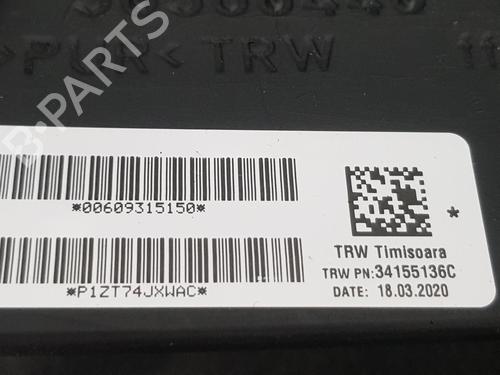 >PUR< TRW
B-PARTS
*00609315150*
*P1ZT74JXWAC*
*
TRW Timisoara
TRW PN:34155136C
DATE: 18.03.2020